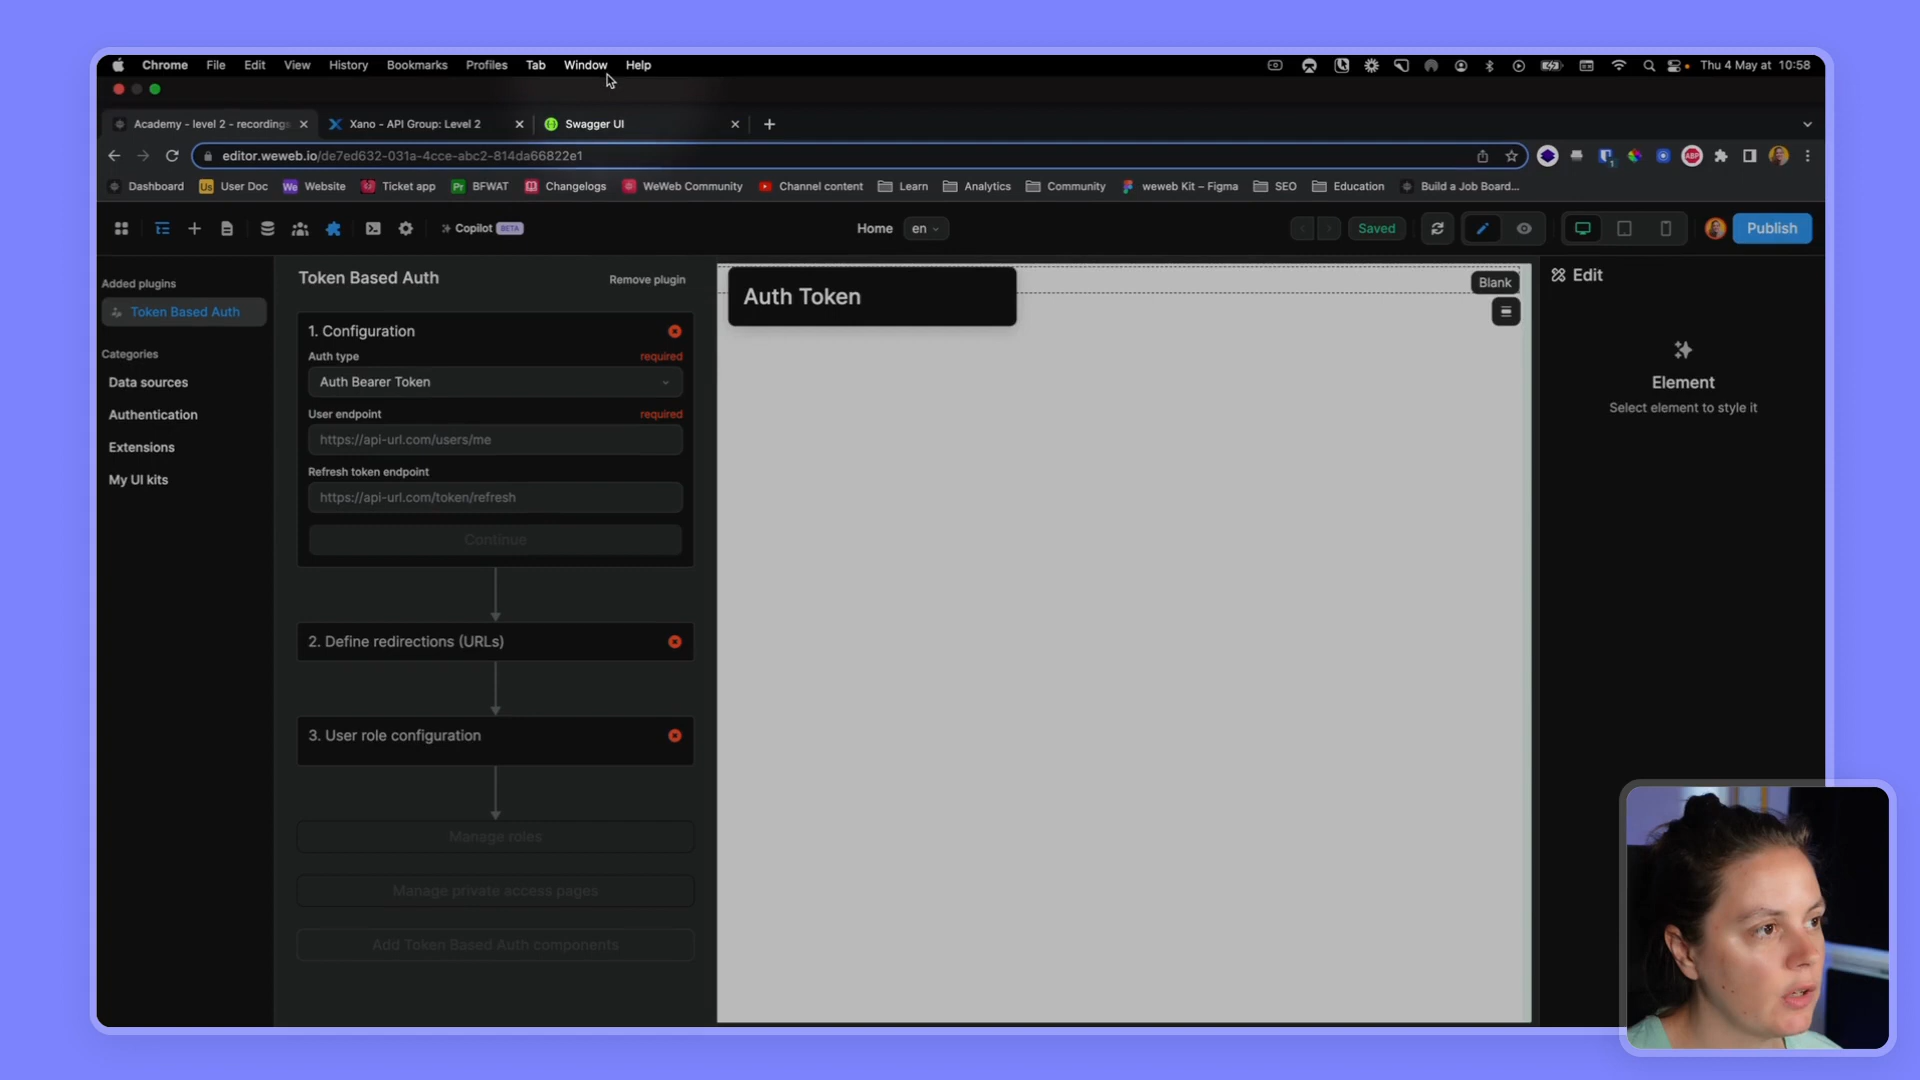 Chrome File Edit View History Bookmarks Profiles Tab Window Help
Thu 4 May at 10:58
Academy - level 2 - recordings
Xano - API Group: Level 2
Swagger UI
editor.weweb.io/de7ed632-031a-4cce-abc2-814da66822e1
Dashboard
Us User Doc
We Website
Ticket app
Pr BFWAT
Changelogs
WeWeb Community
Channel content
Learn
Analytics
Community
weweb Kit – Figma
SEO
Education
Build a Job Board...
Copilot BETA
Home
en
Saved
Publish
Added plugins
Token Based Auth
Categories
Data sources
Authentication
Extensions
My UI kits
Token Based Auth
Remove plugin
1. Configuration
Auth type required
Auth Bearer Token
User endpoint required
https://api-url.com/users/me
Refresh token endpoint
https://api-url.com/token/refresh
Continue
2. Define redirections (URLs)
3. User role configuration
Manage roles
Manage private access pages
Add Token Based Auth components
Auth Token
Blank
Edit
Element
Select element to style it